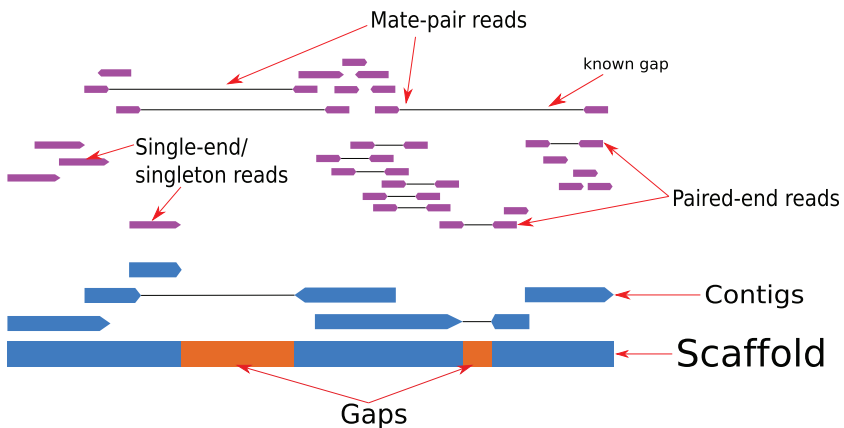 Mate-pair reads
known gap
Single-end/
singleton reads
Paired-end reads
Contigs
Scaffold
Gaps